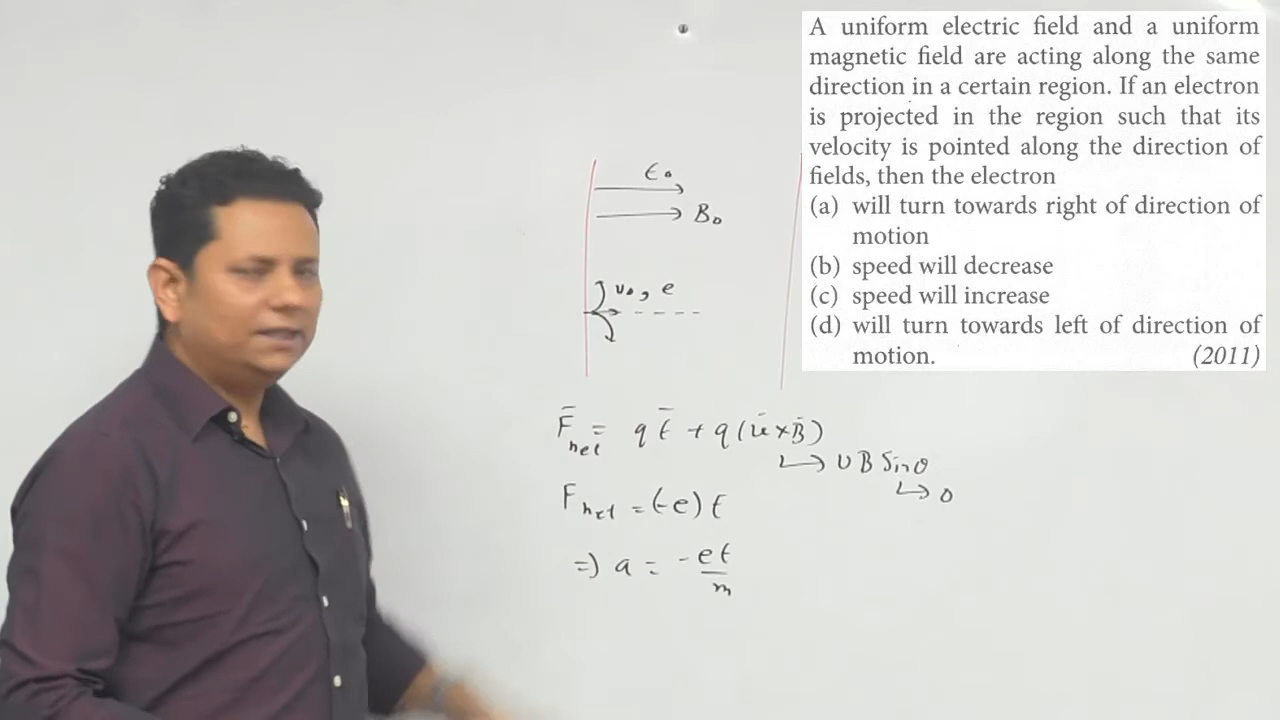 A uniform electric field and a uniform
magnetic field are acting along the same
direction in a certain region. If an electron
is projected in the region such that its
velocity is pointed along the direction of
fields, then the electron
(a) will turn towards right of direction of
motion
(b) speed will decrease
(c) speed will increase
(d) will turn towards left of direction of
motion. (2011)
E₀
B₀
v₀, e
F̄net = qĒ + q(v̄×B̄)
↳ vB Sinθ
↳ 0
Fnet = (-e) E
=) a = -eE/m